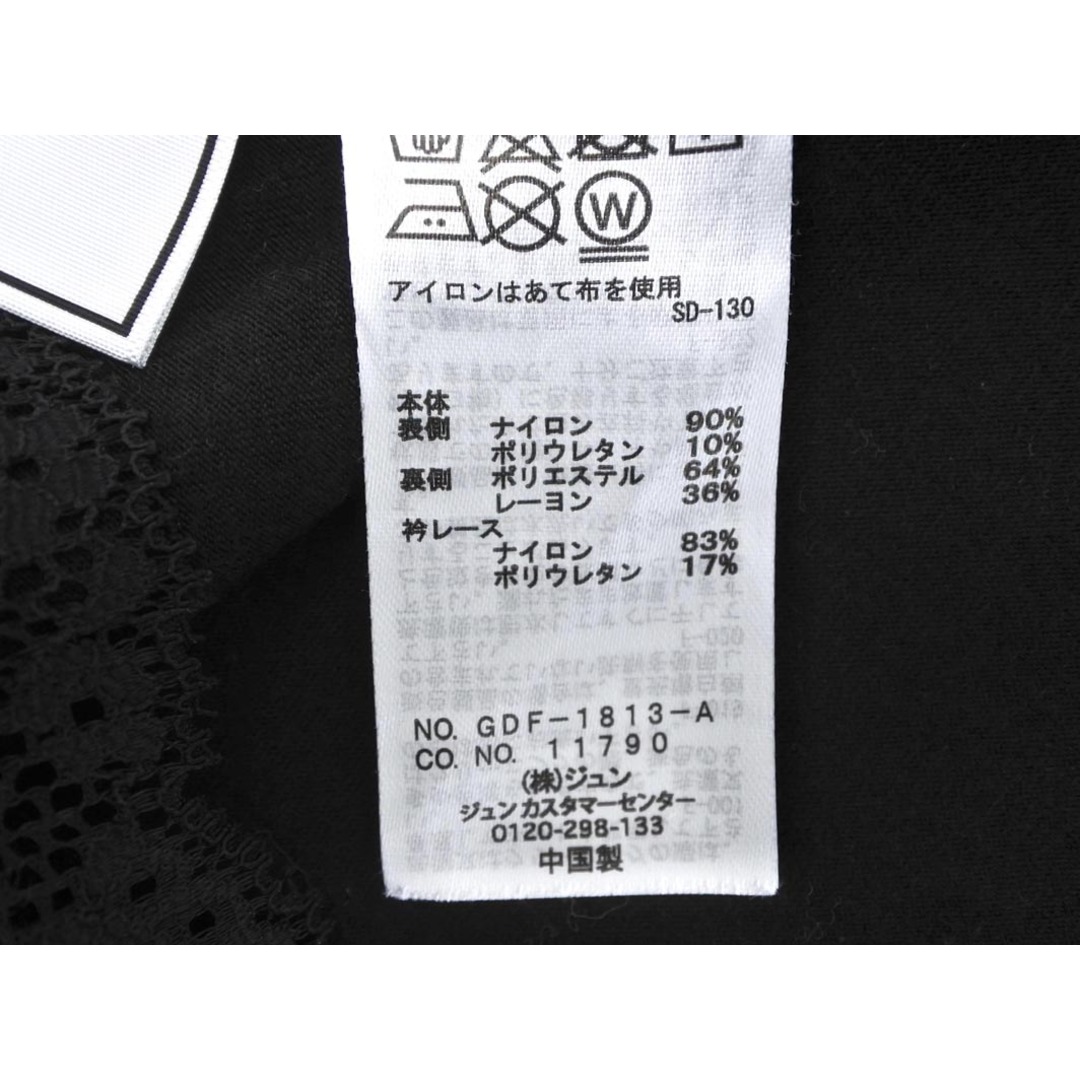 W
アイロンはあて布を使用
SD-130
本体
表側 ナイロン 90%
ポリウレタン 10%
裏側 ポリエステル 64%
レーヨン 36%
衿レース
ナイロン 83%
ポリウレタン 17%
NO. GDF-1813-A
CO. NO. 11790
(株)ジュン
ジュンカスタマーセンター
0120-298-133
中国製